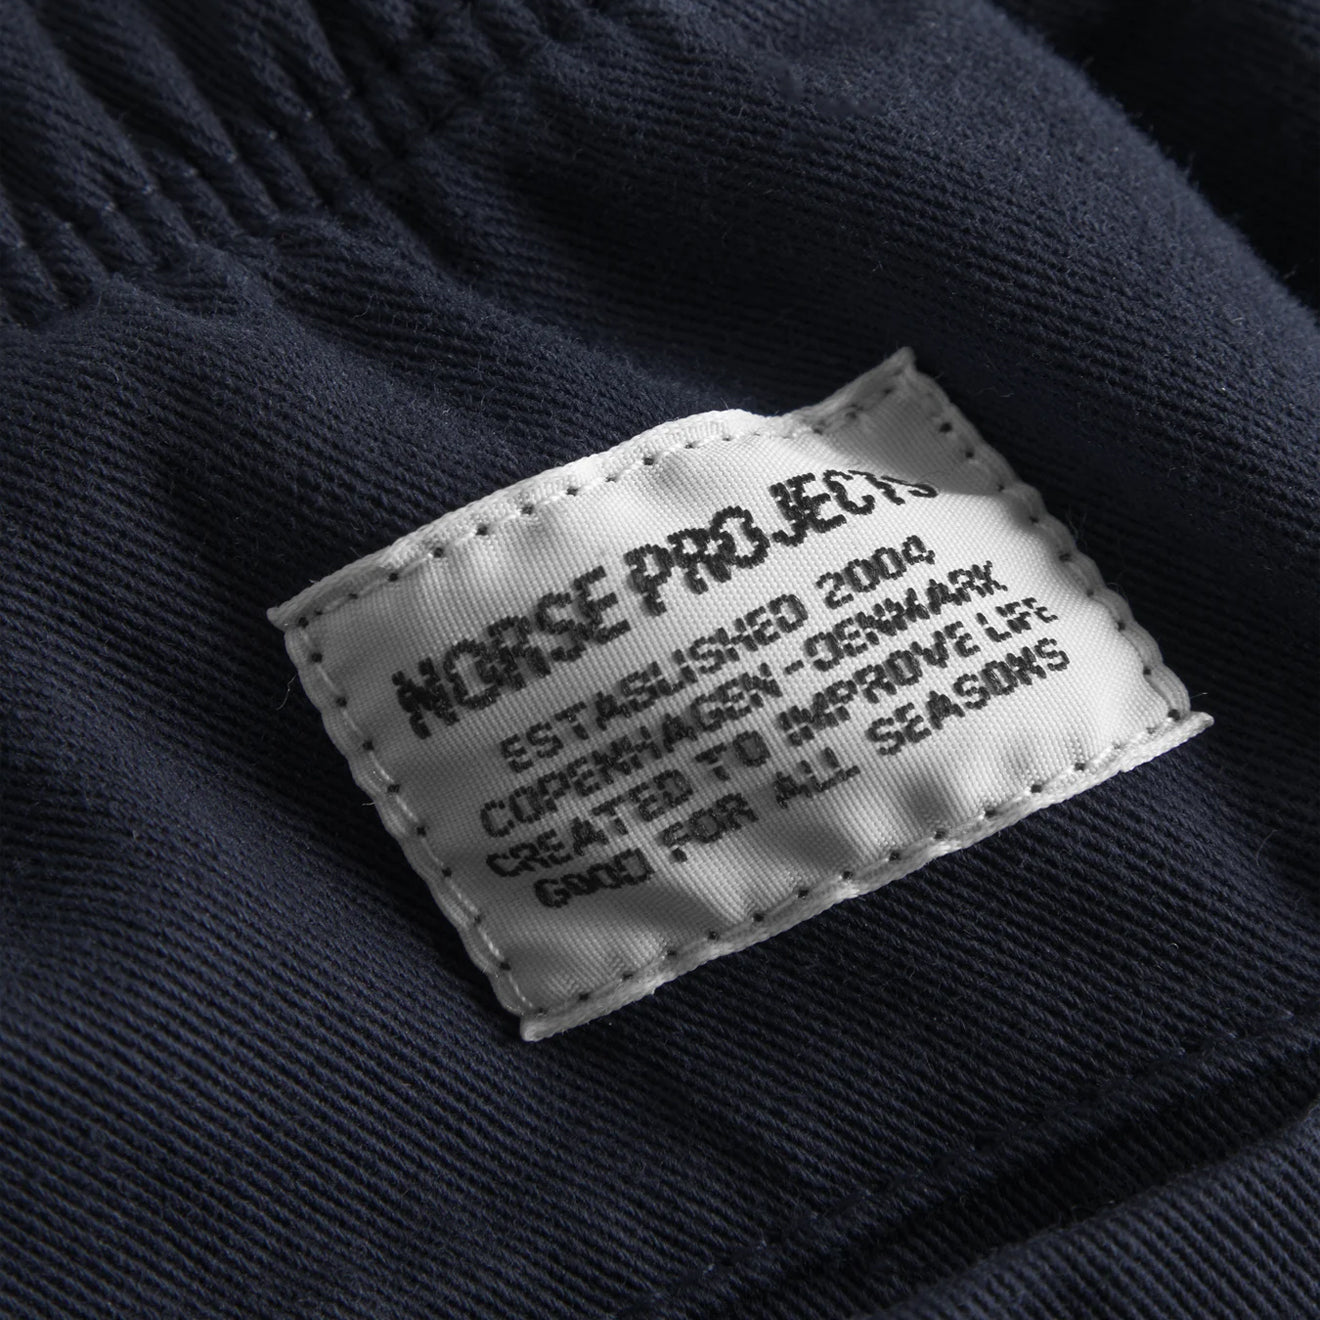 NORSE PROJECTS
ESTABLISHED 2004
COPENHAGEN-DENMARK
CREATED TO IMPROVE LIFE
GOOD FOR ALL SEASONS